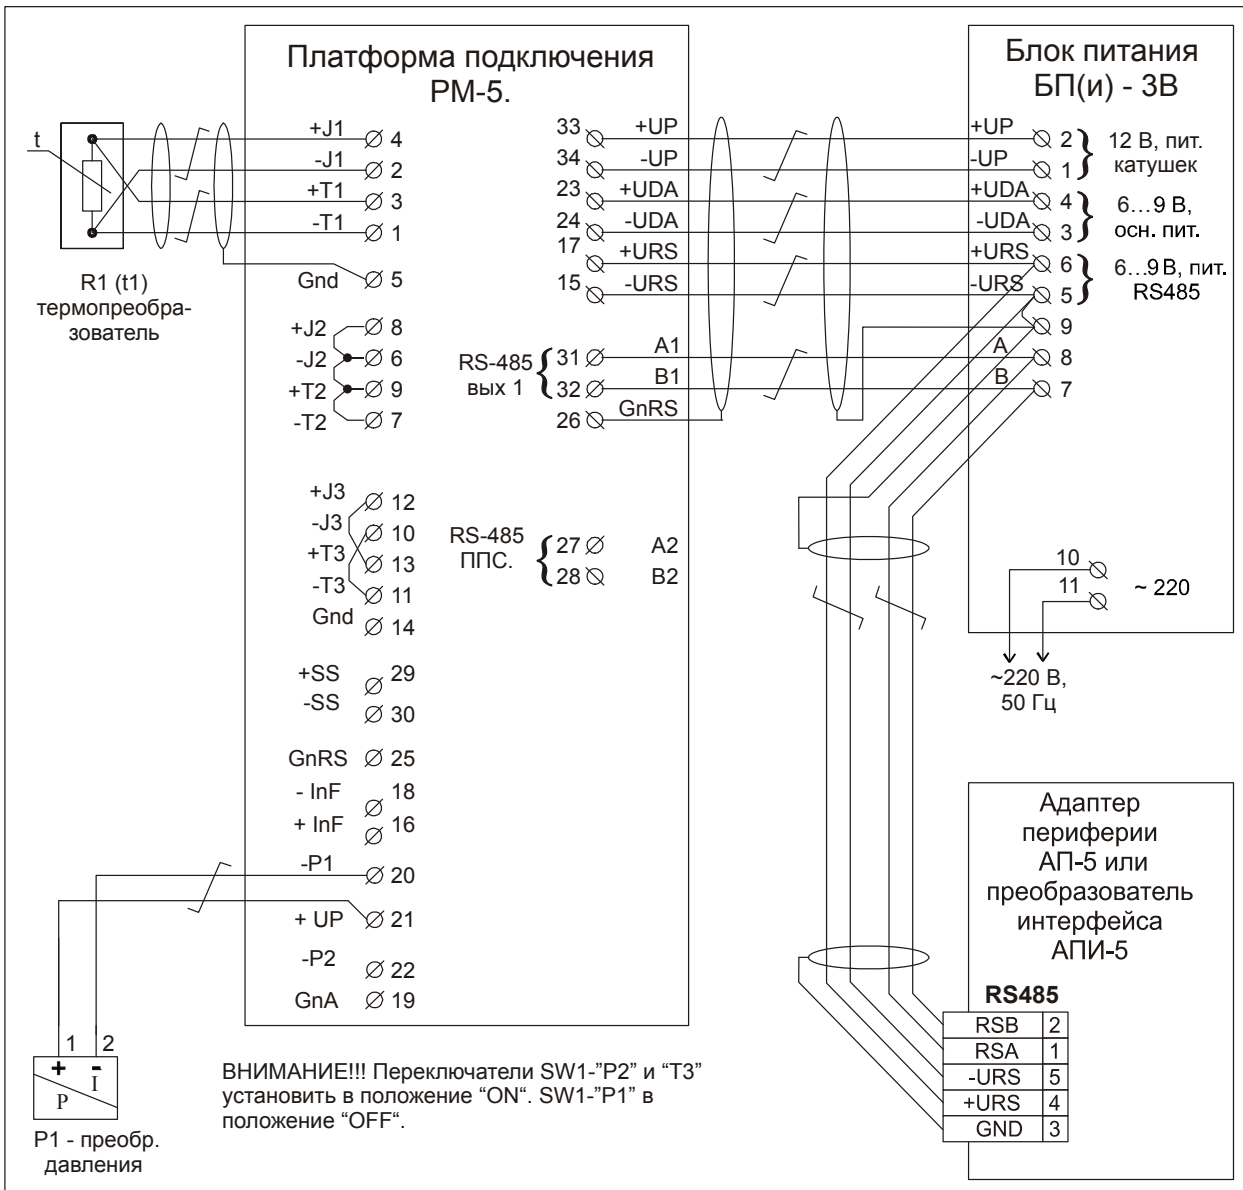 Платформа подключения
РМ-5.
Блок питания
БП(и) - 3В
t
R1 (t1)
термопреобра-
зователь
+J1 4
-J1 2
+T1 3
-T1 1
Gnd 5
+J2 8
-J2 6
+T2 9
-T2 7
+J3 12
-J3 10
+T3 13
-T3 11
Gnd 14
+SS 29
-SS 30
GnRS 25
- InF 18
+ InF 16
-P1 20
+ UP 21
-P2 22
GnA 19
33 +UP
34 -UP
23 +UDA
24 -UDA
17 +URS
15 -URS
RS-485
вых 1
31 A1
32 B1
26 GnRS
RS-485
ППС.
27 A2
28 B2
+UP 2
-UP 1
12 В, пит.
катушек
+UDA 4
-UDA 3
6...9 В,
осн. пит.
+URS 6
-URS 5
6...9 В, пит.
RS485
9
A 8
B 7
10
11
~ 220
~220 В,
50 Гц
Адаптер
периферии
АП-5 или
преобразователь
интерфейса
АПИ-5
RS485
RSB 2
RSA 1
-URS 5
+URS 4
GND 3
1 2
+ -
I
P
P1 - преобр.
давления
ВНИМАНИЕ!!! Переключатели SW1-"P2" и “T3”
установить в положение “ON“. SW1-”P1” в
положение “OFF“.